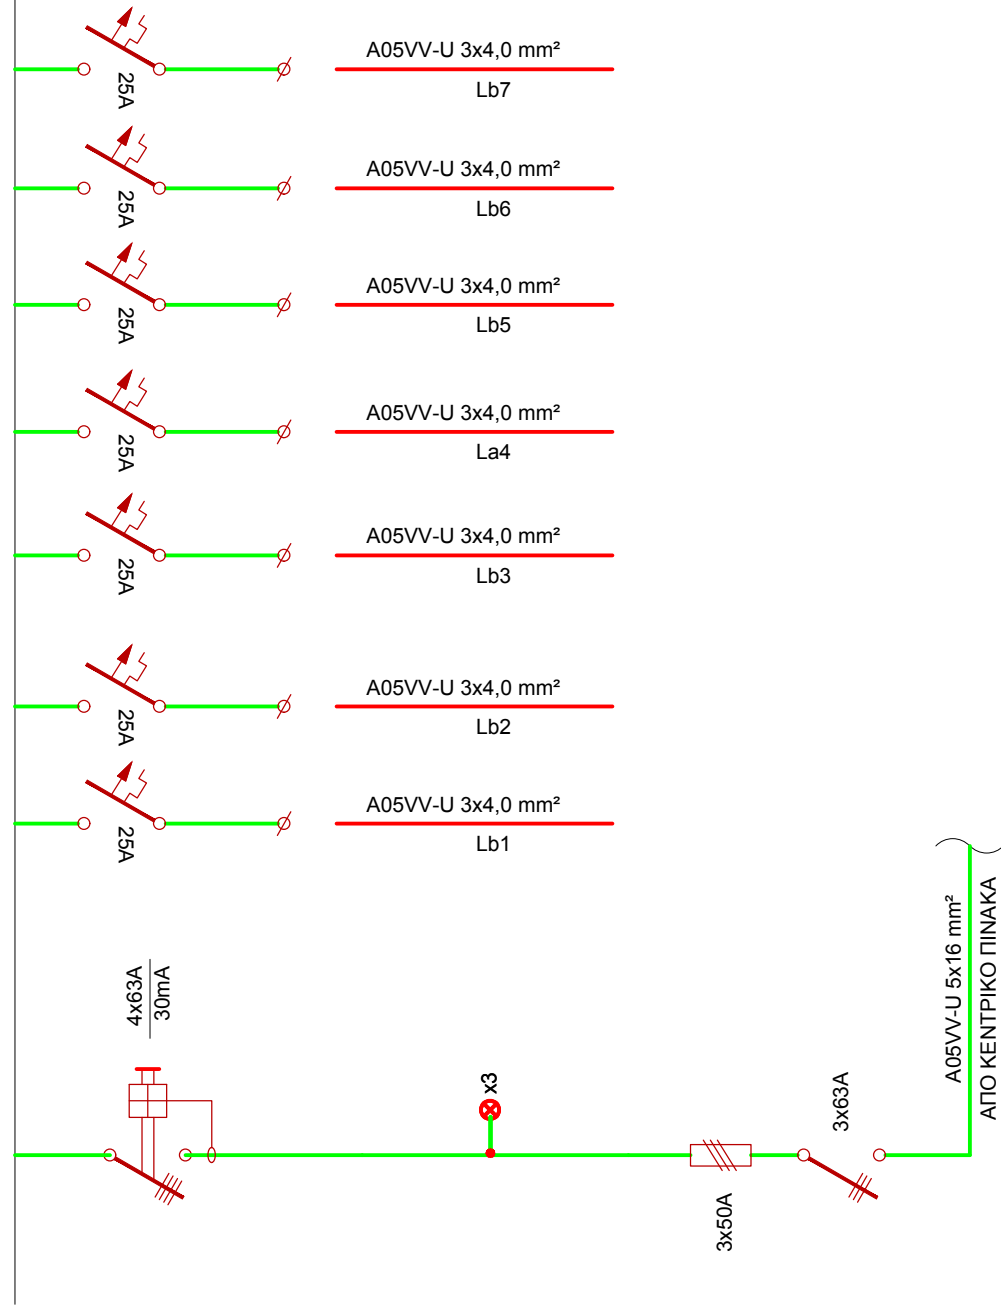 A05VV-U 3x4,0 mm²
25A
Lb7
A05VV-U 3x4,0 mm²
25A
Lb6
A05VV-U 3x4,0 mm²
25A
Lb5
A05VV-U 3x4,0 mm²
25A
La4
A05VV-U 3x4,0 mm²
25A
Lb3
A05VV-U 3x4,0 mm²
25A
Lb2
A05VV-U 3x4,0 mm²
25A
Lb1
4x63A
30mA
x3
3x50A
3x63A
A05VV-U 5x16 mm²
ΑΠΟ ΚΕΝΤΡΙΚΟ ΠΙΝΑΚΑ